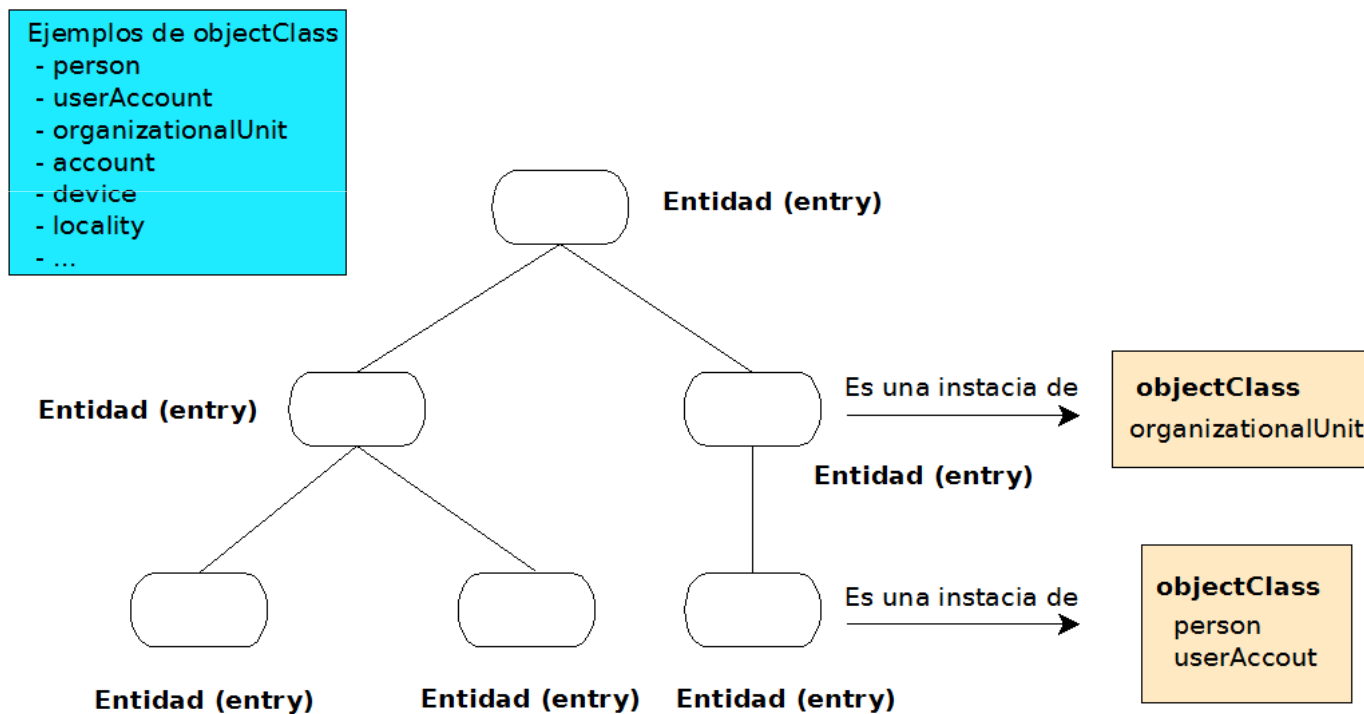 Ejemplos de objectClass
- person
- userAccount
- organizationalUnit
- account
- device
- locality
- ...
Entidad (entry)
Entidad (entry)
Es una instacia de
objectClass
organizationalUnit
Entidad (entry)
Es una instacia de
objectClass
person
userAccout
Entidad (entry)
Entidad (entry)
Entidad (entry)